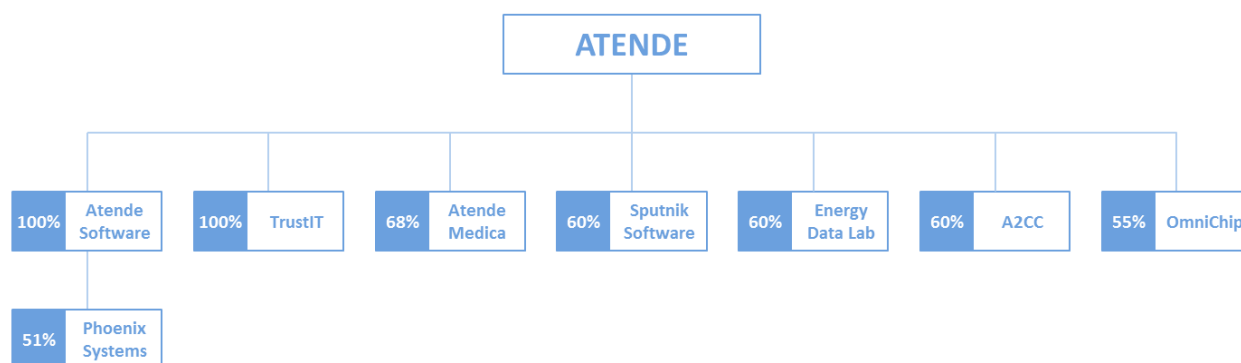 ATENDE
100%
Atende
Software
100%
TrustIT
68%
Atende
Medica
60%
Sputnik
Software
60%
Energy
Data Lab
60%
A2CC
55%
OmniChip
51%
Phoenix
Systems